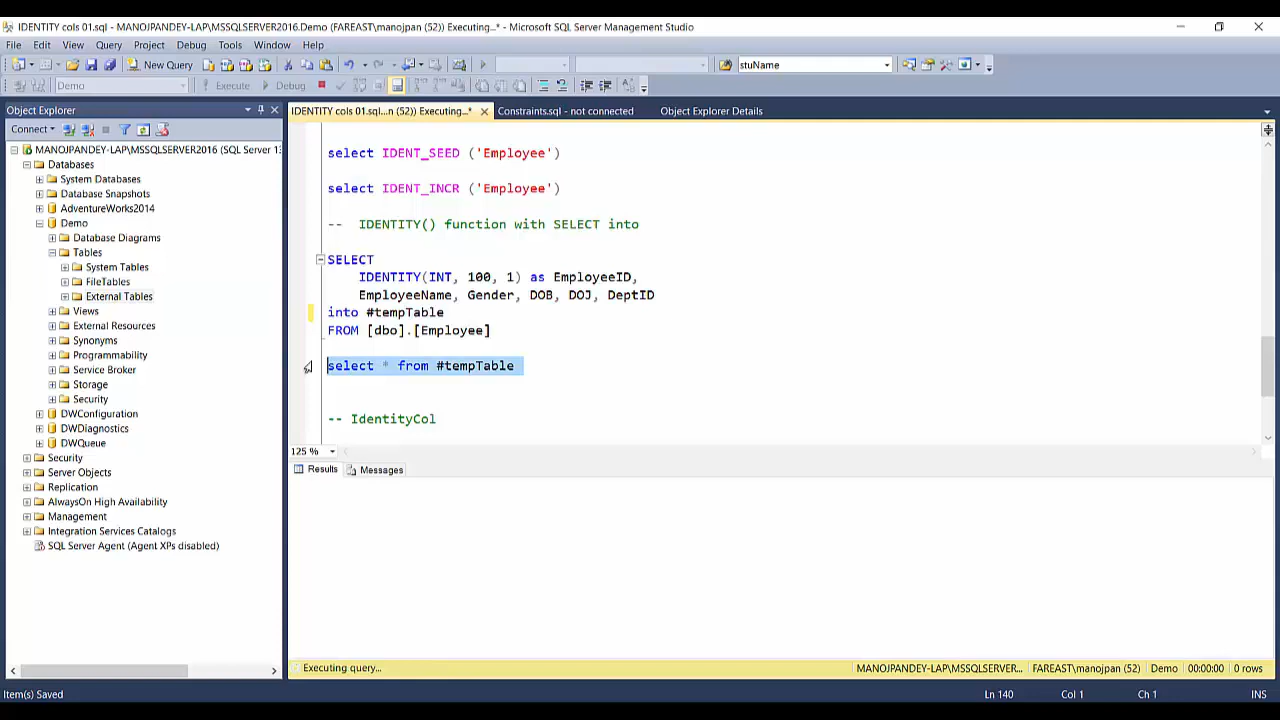 IDENTITY cols 01.sql - MANOJPANDEY-LAP\MSSQLSERVER2016.Demo (FAREAST\manojpan (52)) Executing...* - Microsoft SQL Server Management Studio
File Edit View Query Project Debug Tools Window Help
New Query stuName
Demo Execute Debug
Object Explorer
IDENTITY cols 01.sql...n (52)) Executing...* Constraints.sql - not connected Object Explorer Details
Connect
MANOJPANDEY-LAP\MSSQLSERVER2016 (SQL Server 13
Databases
System Databases
Database Snapshots
AdventureWorks2014
Demo
Database Diagrams
Tables
System Tables
FileTables
External Tables
Views
External Resources
Synonyms
Programmability
Service Broker
Storage
Security
DWConfiguration
DWDiagnostics
DWQueue
Security
Server Objects
Replication
AlwaysOn High Availability
Management
Integration Services Catalogs
SQL Server Agent (Agent XPs disabled)
select IDENT_SEED ('Employee')
select IDENT_INCR ('Employee')
-- IDENTITY() function with SELECT into
SELECT
IDENTITY(INT, 100, 1) as EmployeeID,
EmployeeName, Gender, DOB, DOJ, DeptID
into #tempTable
FROM [dbo].[Employee]
select * from #tempTable
-- IdentityCol
125 %
Results Messages
Executing query... MANOJPANDEY-LAP\MSSQLSERVER... FAREAST\manojpan (52) Demo 00:00:00 0 rows
Item(s) Saved Ln 140 Col 1 Ch 1 INS